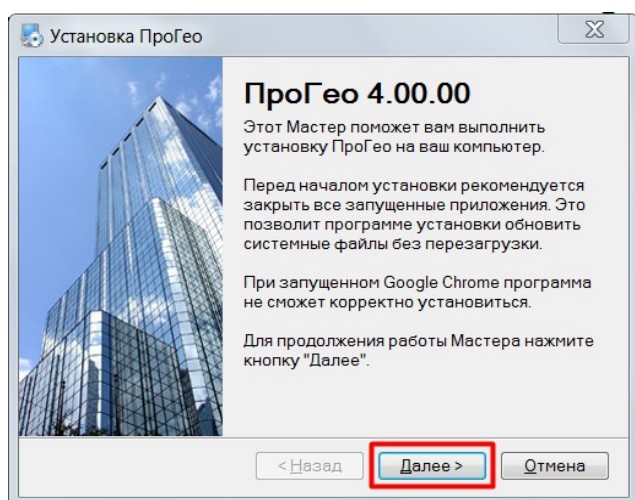 Установка ПроГео
ПроГео 4.00.00
Этот Мастер поможет вам выполнить
установку ПроГео на ваш компьютер.
Перед началом установки рекомендуется
закрыть все запущенные приложения. Это
позволит программе установки обновить
системные файлы без перезагрузки.
При запущенном Google Chrome программа
не сможет корректно установиться.
Для продолжения работы Мастера нажмите
кнопку "Далее".
< Назад Далее > Отмена